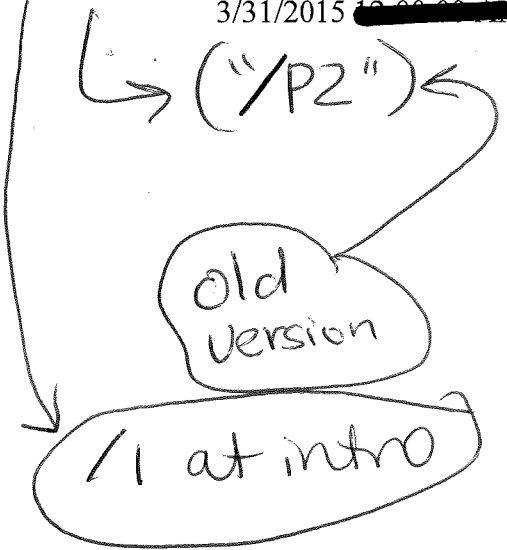 3/31/2015
("/P2")
old
version
/1 at intro